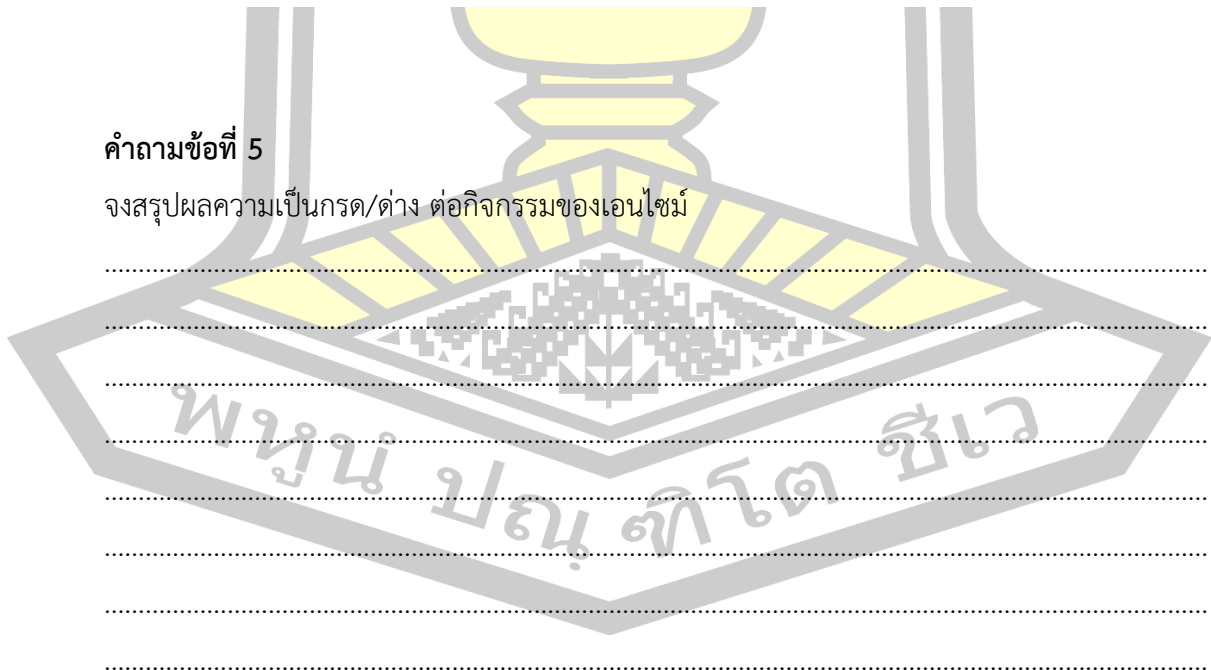 คำถามข้อที่ 5
จงสรุปผลความเป็นกรด/ด่าง ต่อกิจกรรมของเอนไซม์
พหูนํ ปณฺฑิโต ชีเว